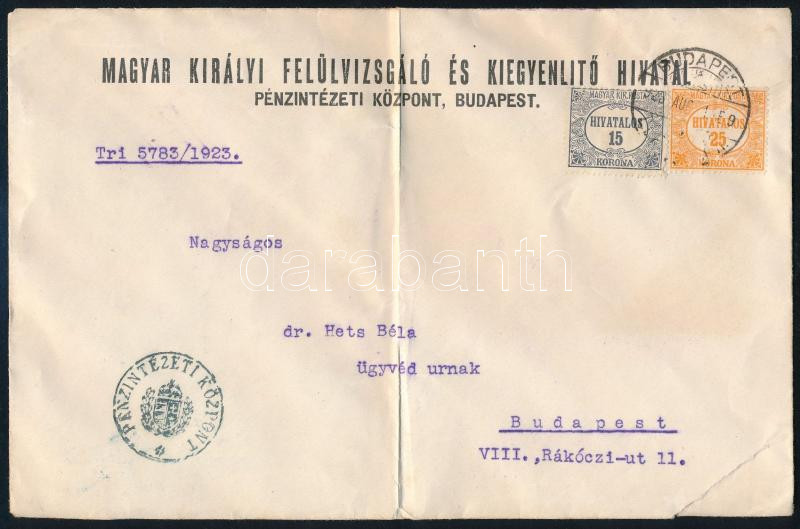 MAGYAR KIRÁLYI FELÜLVIZSGÁLÓ ÉS KIEGYENLITŐ HIVATAL
PÉNZINTÉZETI KÖZPONT, BUDAPEST.
BUDAPEST
MAGYAR KIR. POSTA
HIVATALOS
15
KORONA
HIVATALOS
25
KORONA
Tri 5783/1923.
Nagyságos
darabanth
dr. Hets Béla
Ügyvéd urnak
Budapest
VIII.,Rákóczi-ut 11.
PÉNZINTÉZETI KÖZPONT